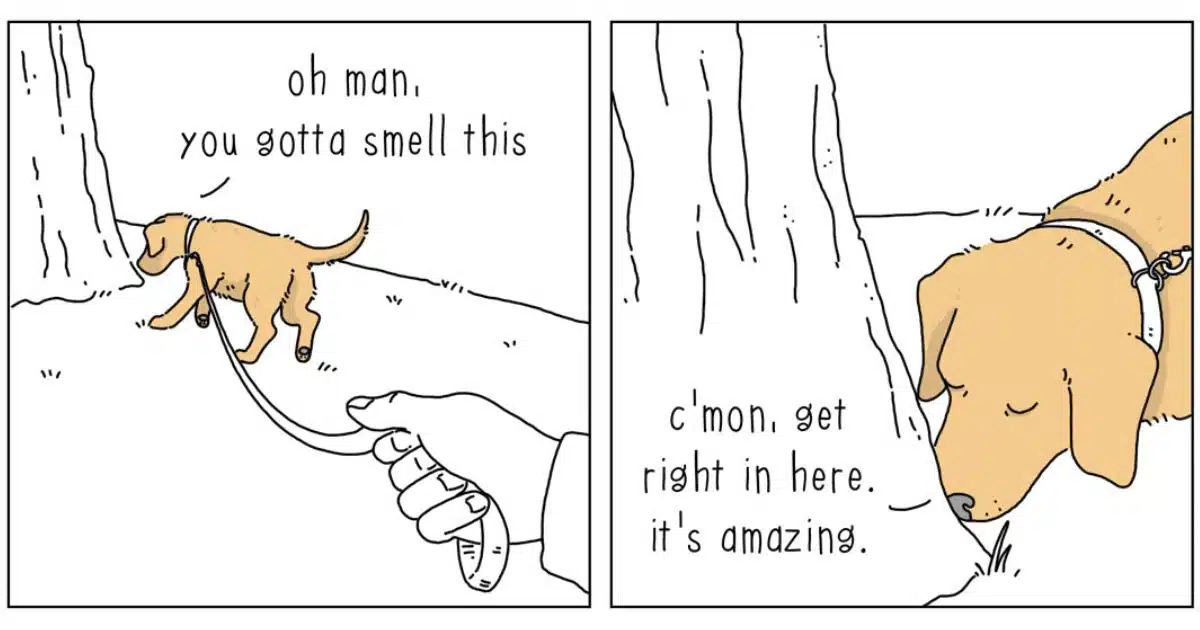 oh man,
you gotta smell this
c'mon, get
right in here.
it's amazing.